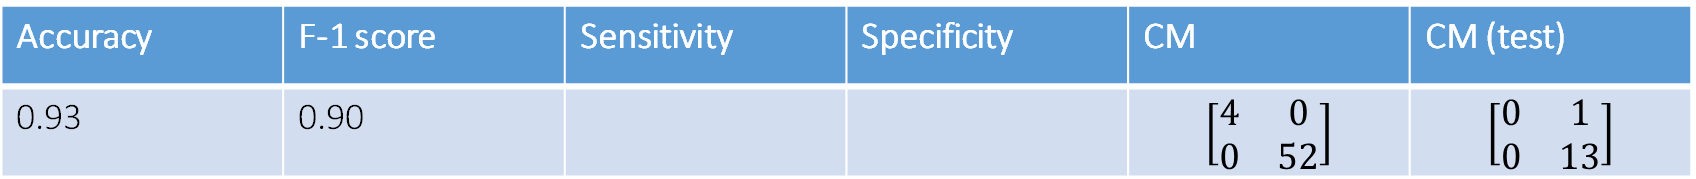 Accuracy F-1 score Sensitivity Specificity CM CM (test)
0.93 0.90 [4 0 [0 1
0 52] 0 13]